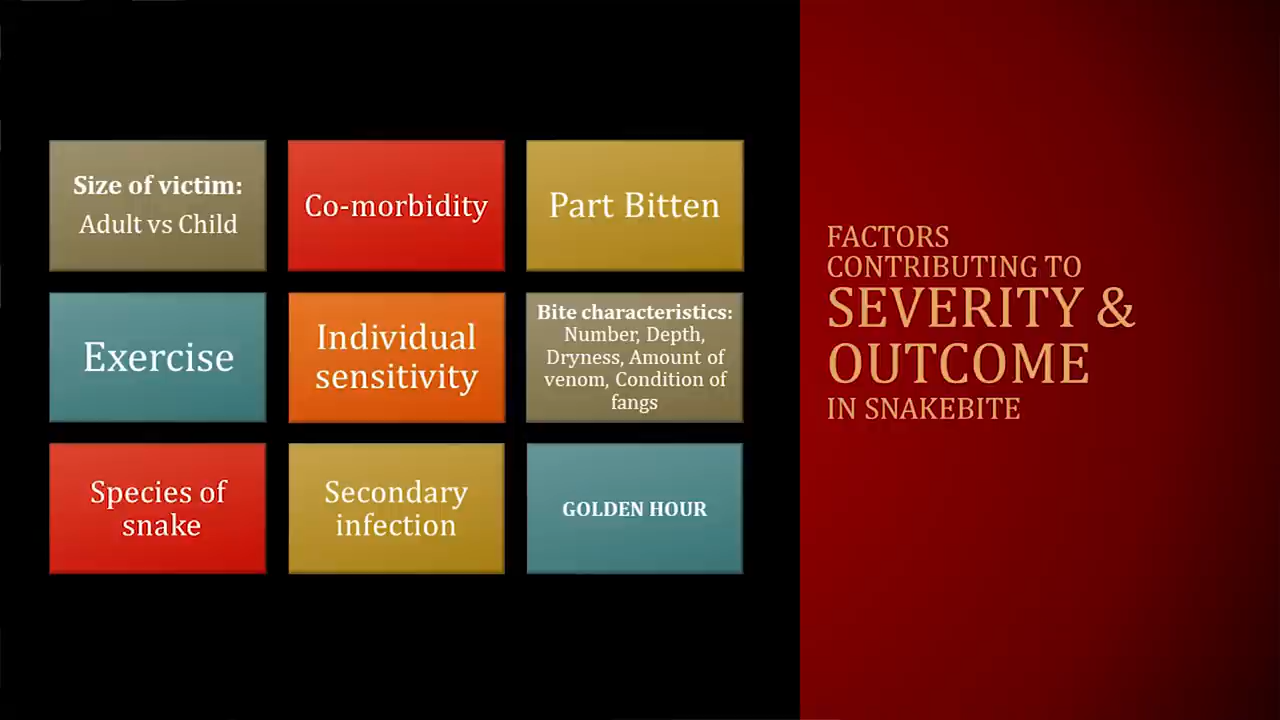 Size of victim:
Adult vs Child
Co-morbidity
Part Bitten
Exercise
Individual
sensitivity
Bite characteristics:
Number, Depth,
Dryness, Amount of
venom, Condition of
fangs
Species of
snake
Secondary
infection
GOLDEN HOUR
FACTORS
CONTRIBUTING TO
SEVERITY &
OUTCOME
IN SNAKEBITE